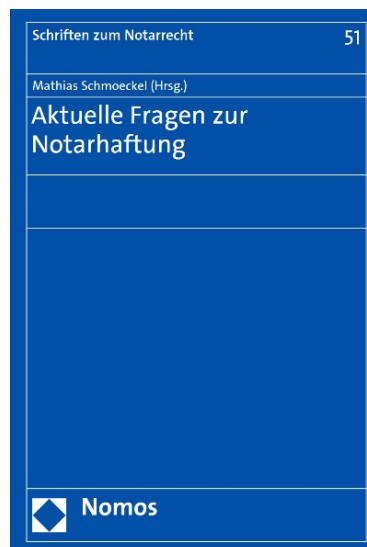 Schriften zum Notarrecht 51
Mathias Schmoeckel (Hrsg.)
Aktuelle Fragen zur
Notarhaftung
Nomos